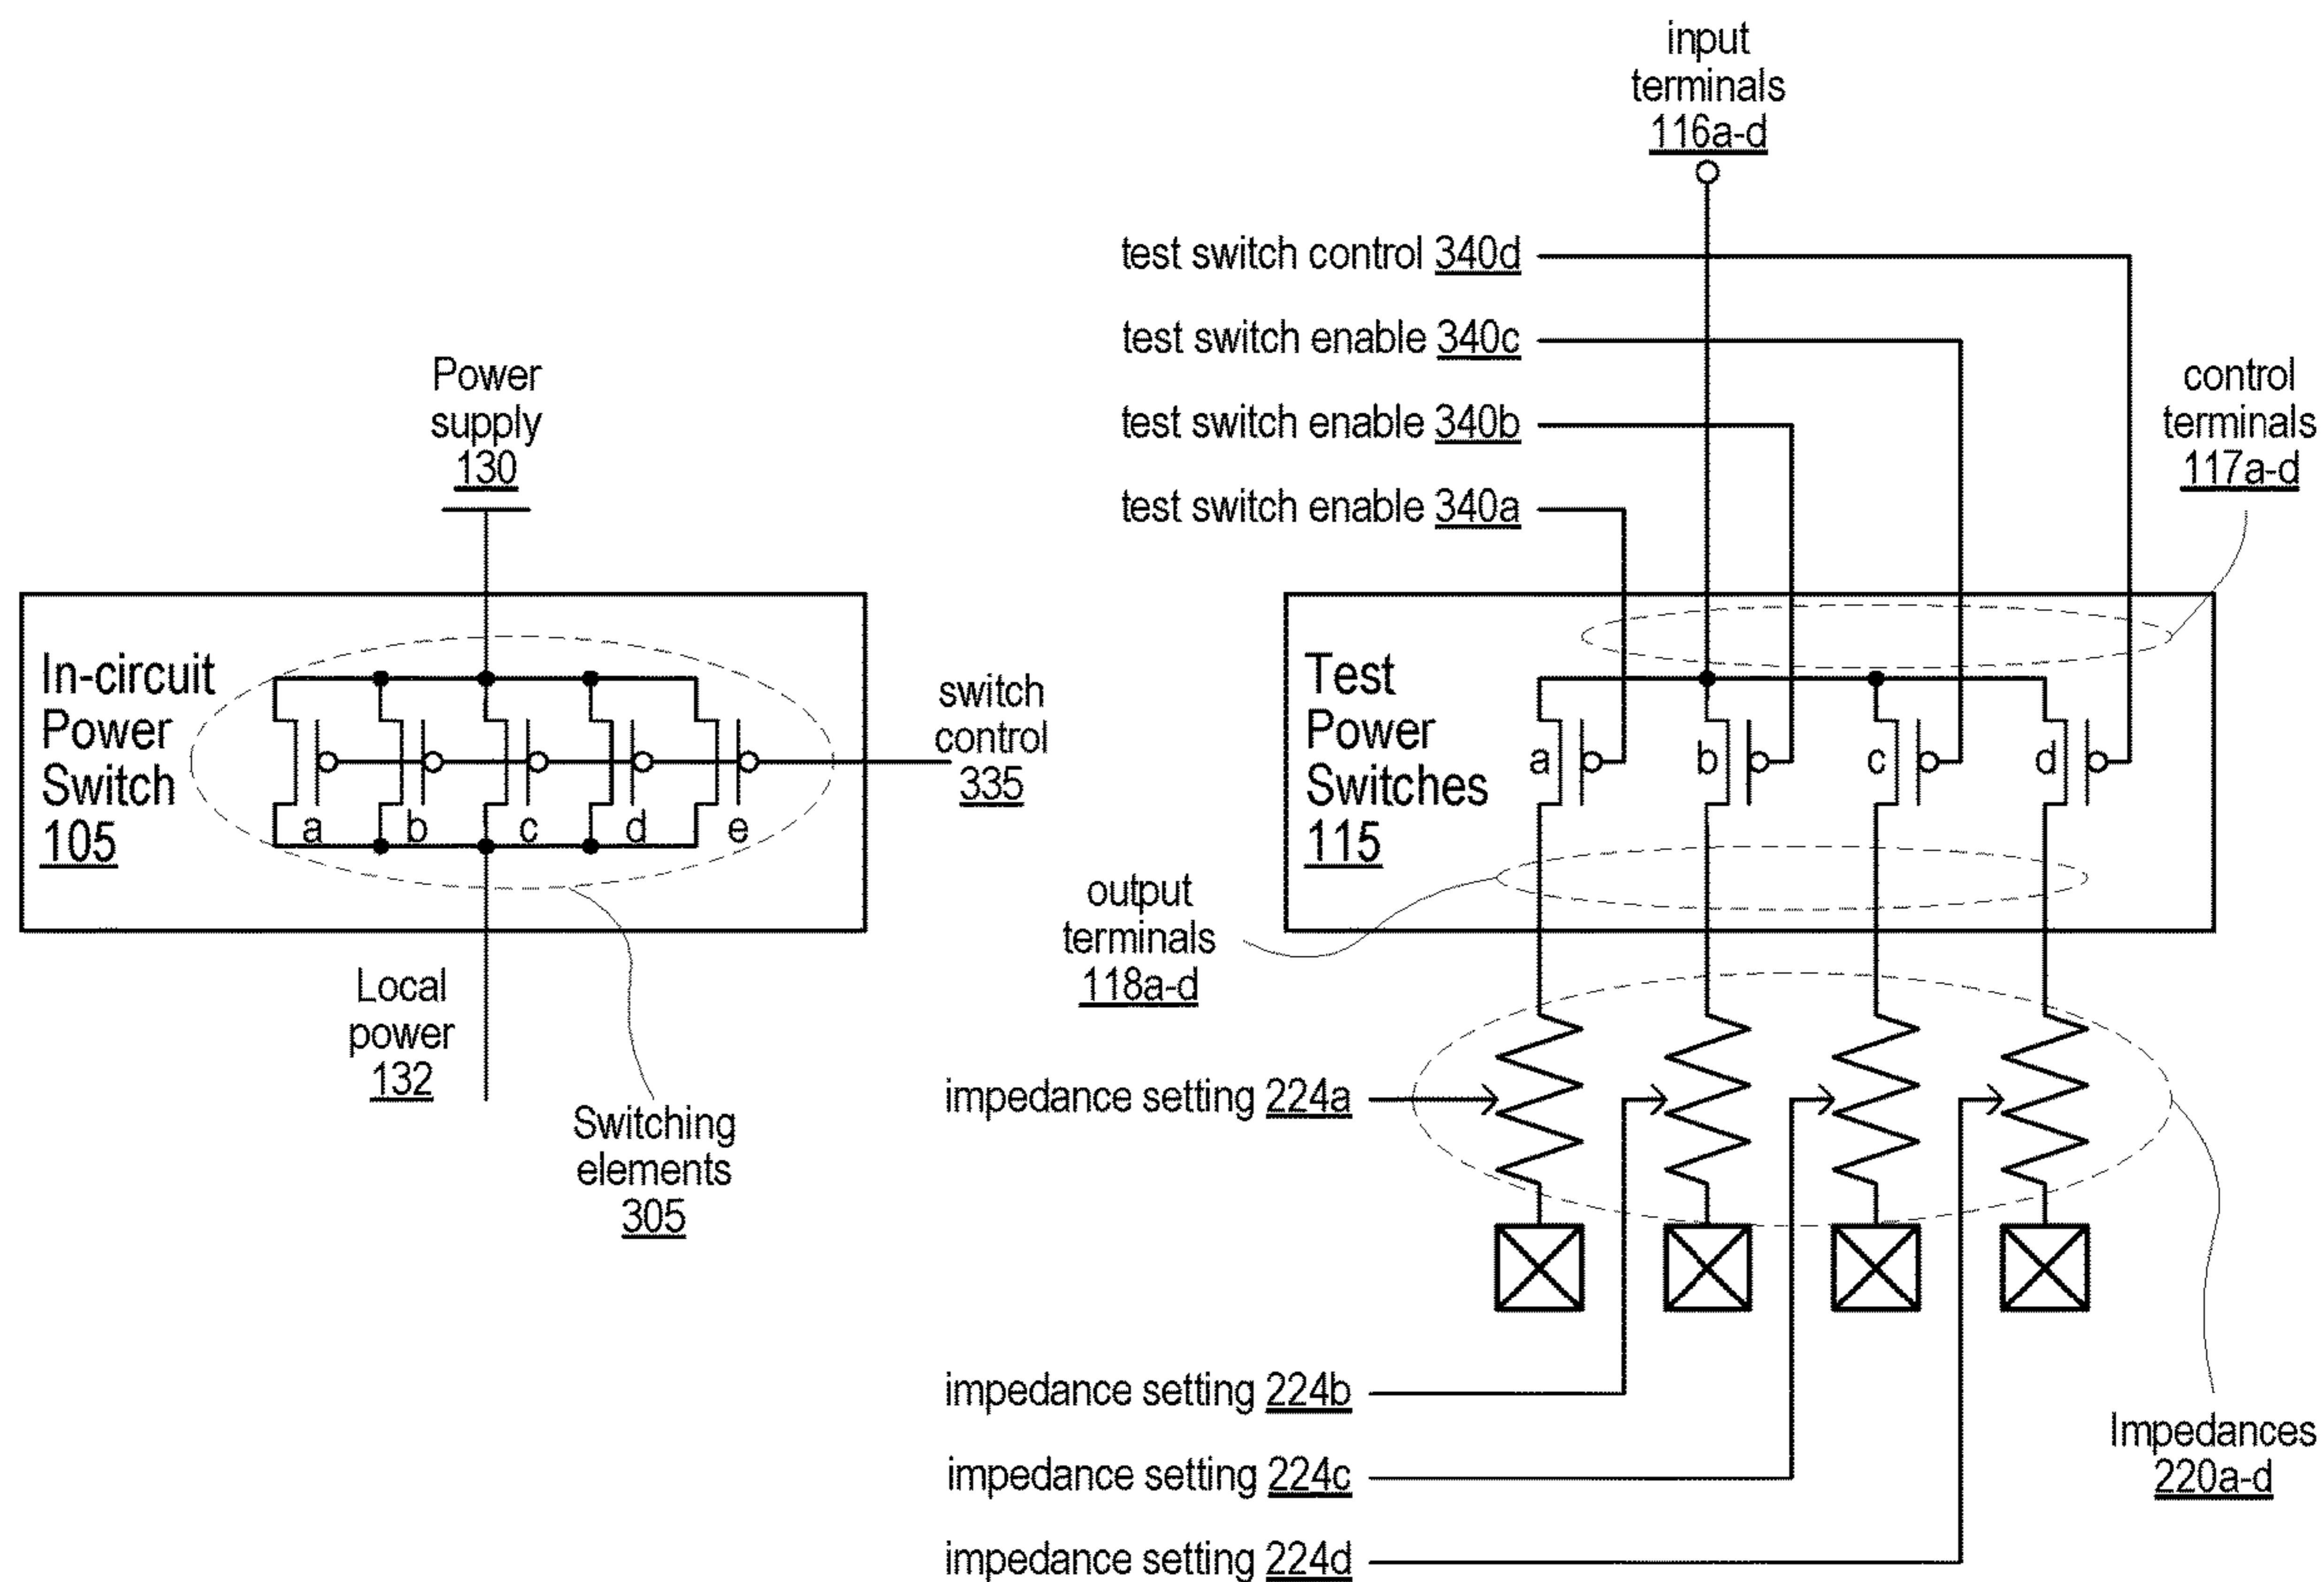 input
terminals
116a-d
test switch control 340d
test switch enable 340c
test switch enable 340b
test switch enable 340a
control
terminals
117a-d
Power
supply
130
In-circuit
Power
Switch
105
a
b
c
d
e
switch
control
335
Local
power
132
Switching
elements
305
Test
Power
Switches
115
a
b
c
d
output
terminals
118a-d
impedance setting 224a
impedance setting 224b
impedance setting 224c
impedance setting 224d
Impedances
220a-d